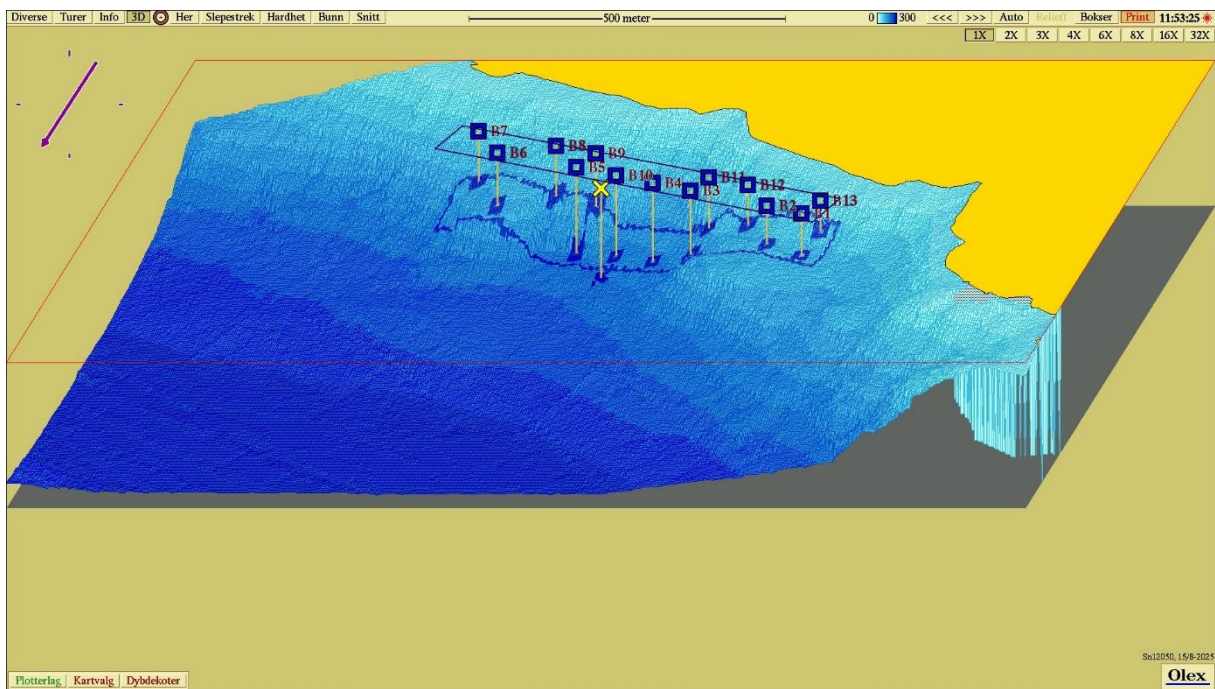 Diverse Turer Info 3D Her Slepestrek Hardhet Bunn Snitt 500 meter 0 300 <<< >>> Auto Relieff Bokser Print 11:53:25
1X 2X 3X 4X 6X 8X 16X 32X
B7
B8
B6
B9
B5
B10
B11
B4
B12
B3
B13
B2
B1
Sn12050, 15/8-2025
Plotterlag Kartvalg Dybdekoter Olex